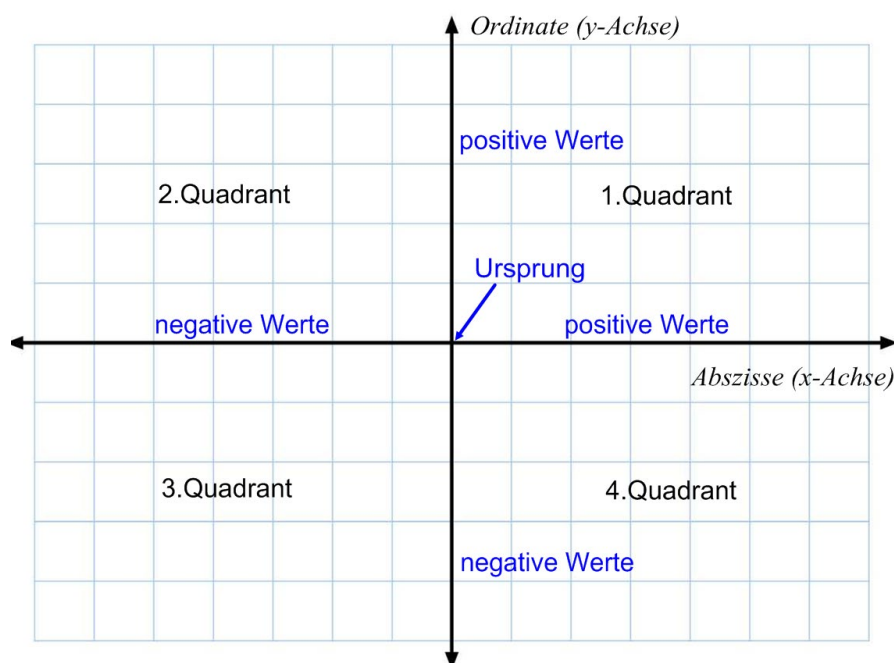 Ordinate (y-Achse)
positive Werte
2.Quadrant
1.Quadrant
Ursprung
negative Werte
positive Werte
Abszisse (x-Achse)
3.Quadrant
4.Quadrant
negative Werte